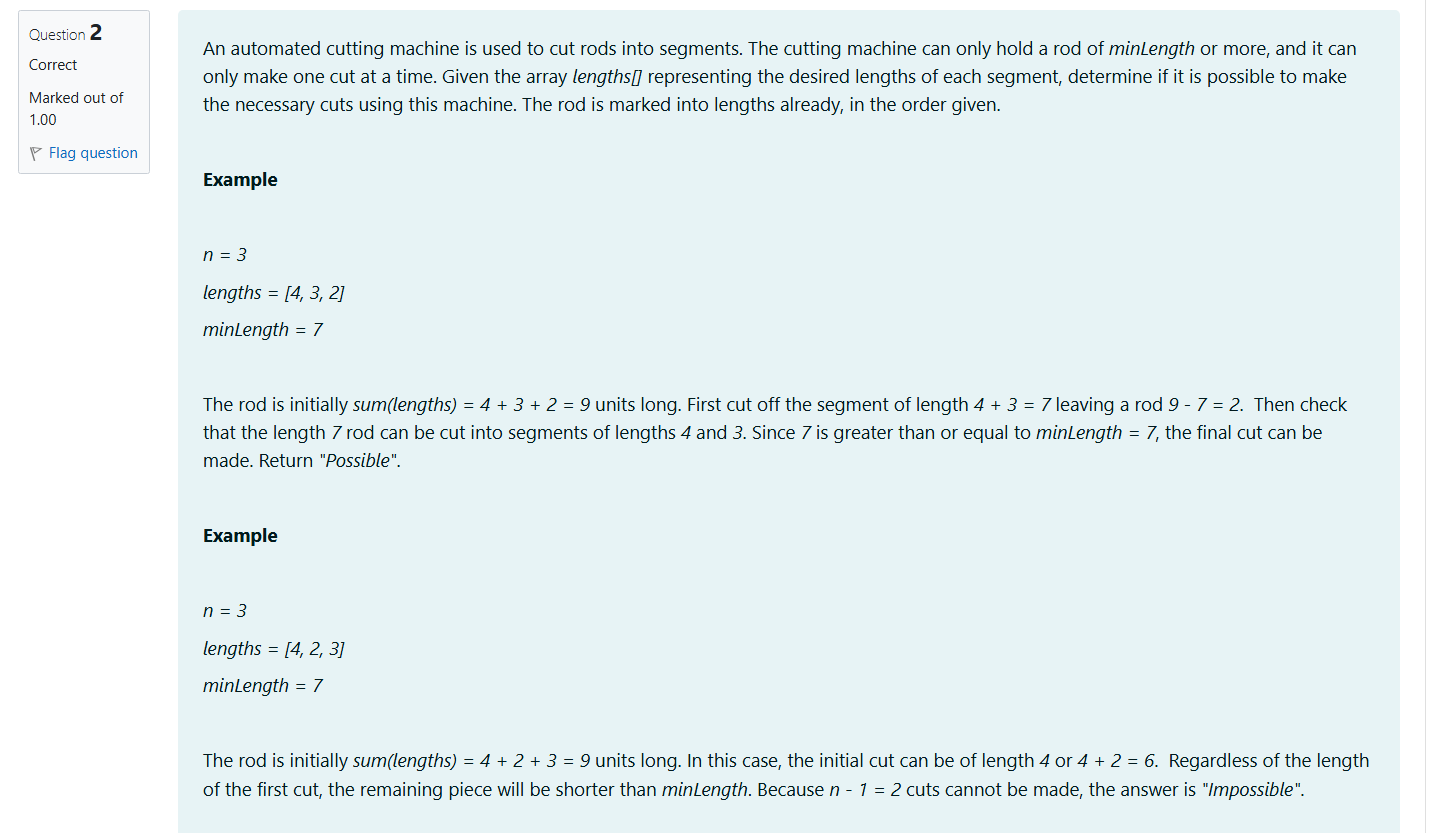 Question 2
Correct
Marked out of
1.00
Flag question
An automated cutting machine is used to cut rods into segments. The cutting machine can only hold a rod of minLength or more, and it can
only make one cut at a time. Given the array lengths[] representing the desired lengths of each segment, determine if it is possible to make
the necessary cuts using this machine. The rod is marked into lengths already, in the order given.
Example
n = 3
lengths = [4, 3, 2]
minLength = 7
The rod is initially sum(lengths) = 4 + 3 + 2 = 9 units long. First cut off the segment of length 4 + 3 = 7 leaving a rod 9 - 7 = 2.  Then check
that the length 7 rod can be cut into segments of lengths 4 and 3. Since 7 is greater than or equal to minLength = 7, the final cut can be
made. Return "Possible".
Example
n = 3
lengths = [4, 2, 3]
minLength = 7
The rod is initially sum(lengths) = 4 + 2 + 3 = 9 units long. In this case, the initial cut can be of length 4 or 4 + 2 = 6.  Regardless of the length
of the first cut, the remaining piece will be shorter than minLength. Because n - 1 = 2 cuts cannot be made, the answer is "Impossible".